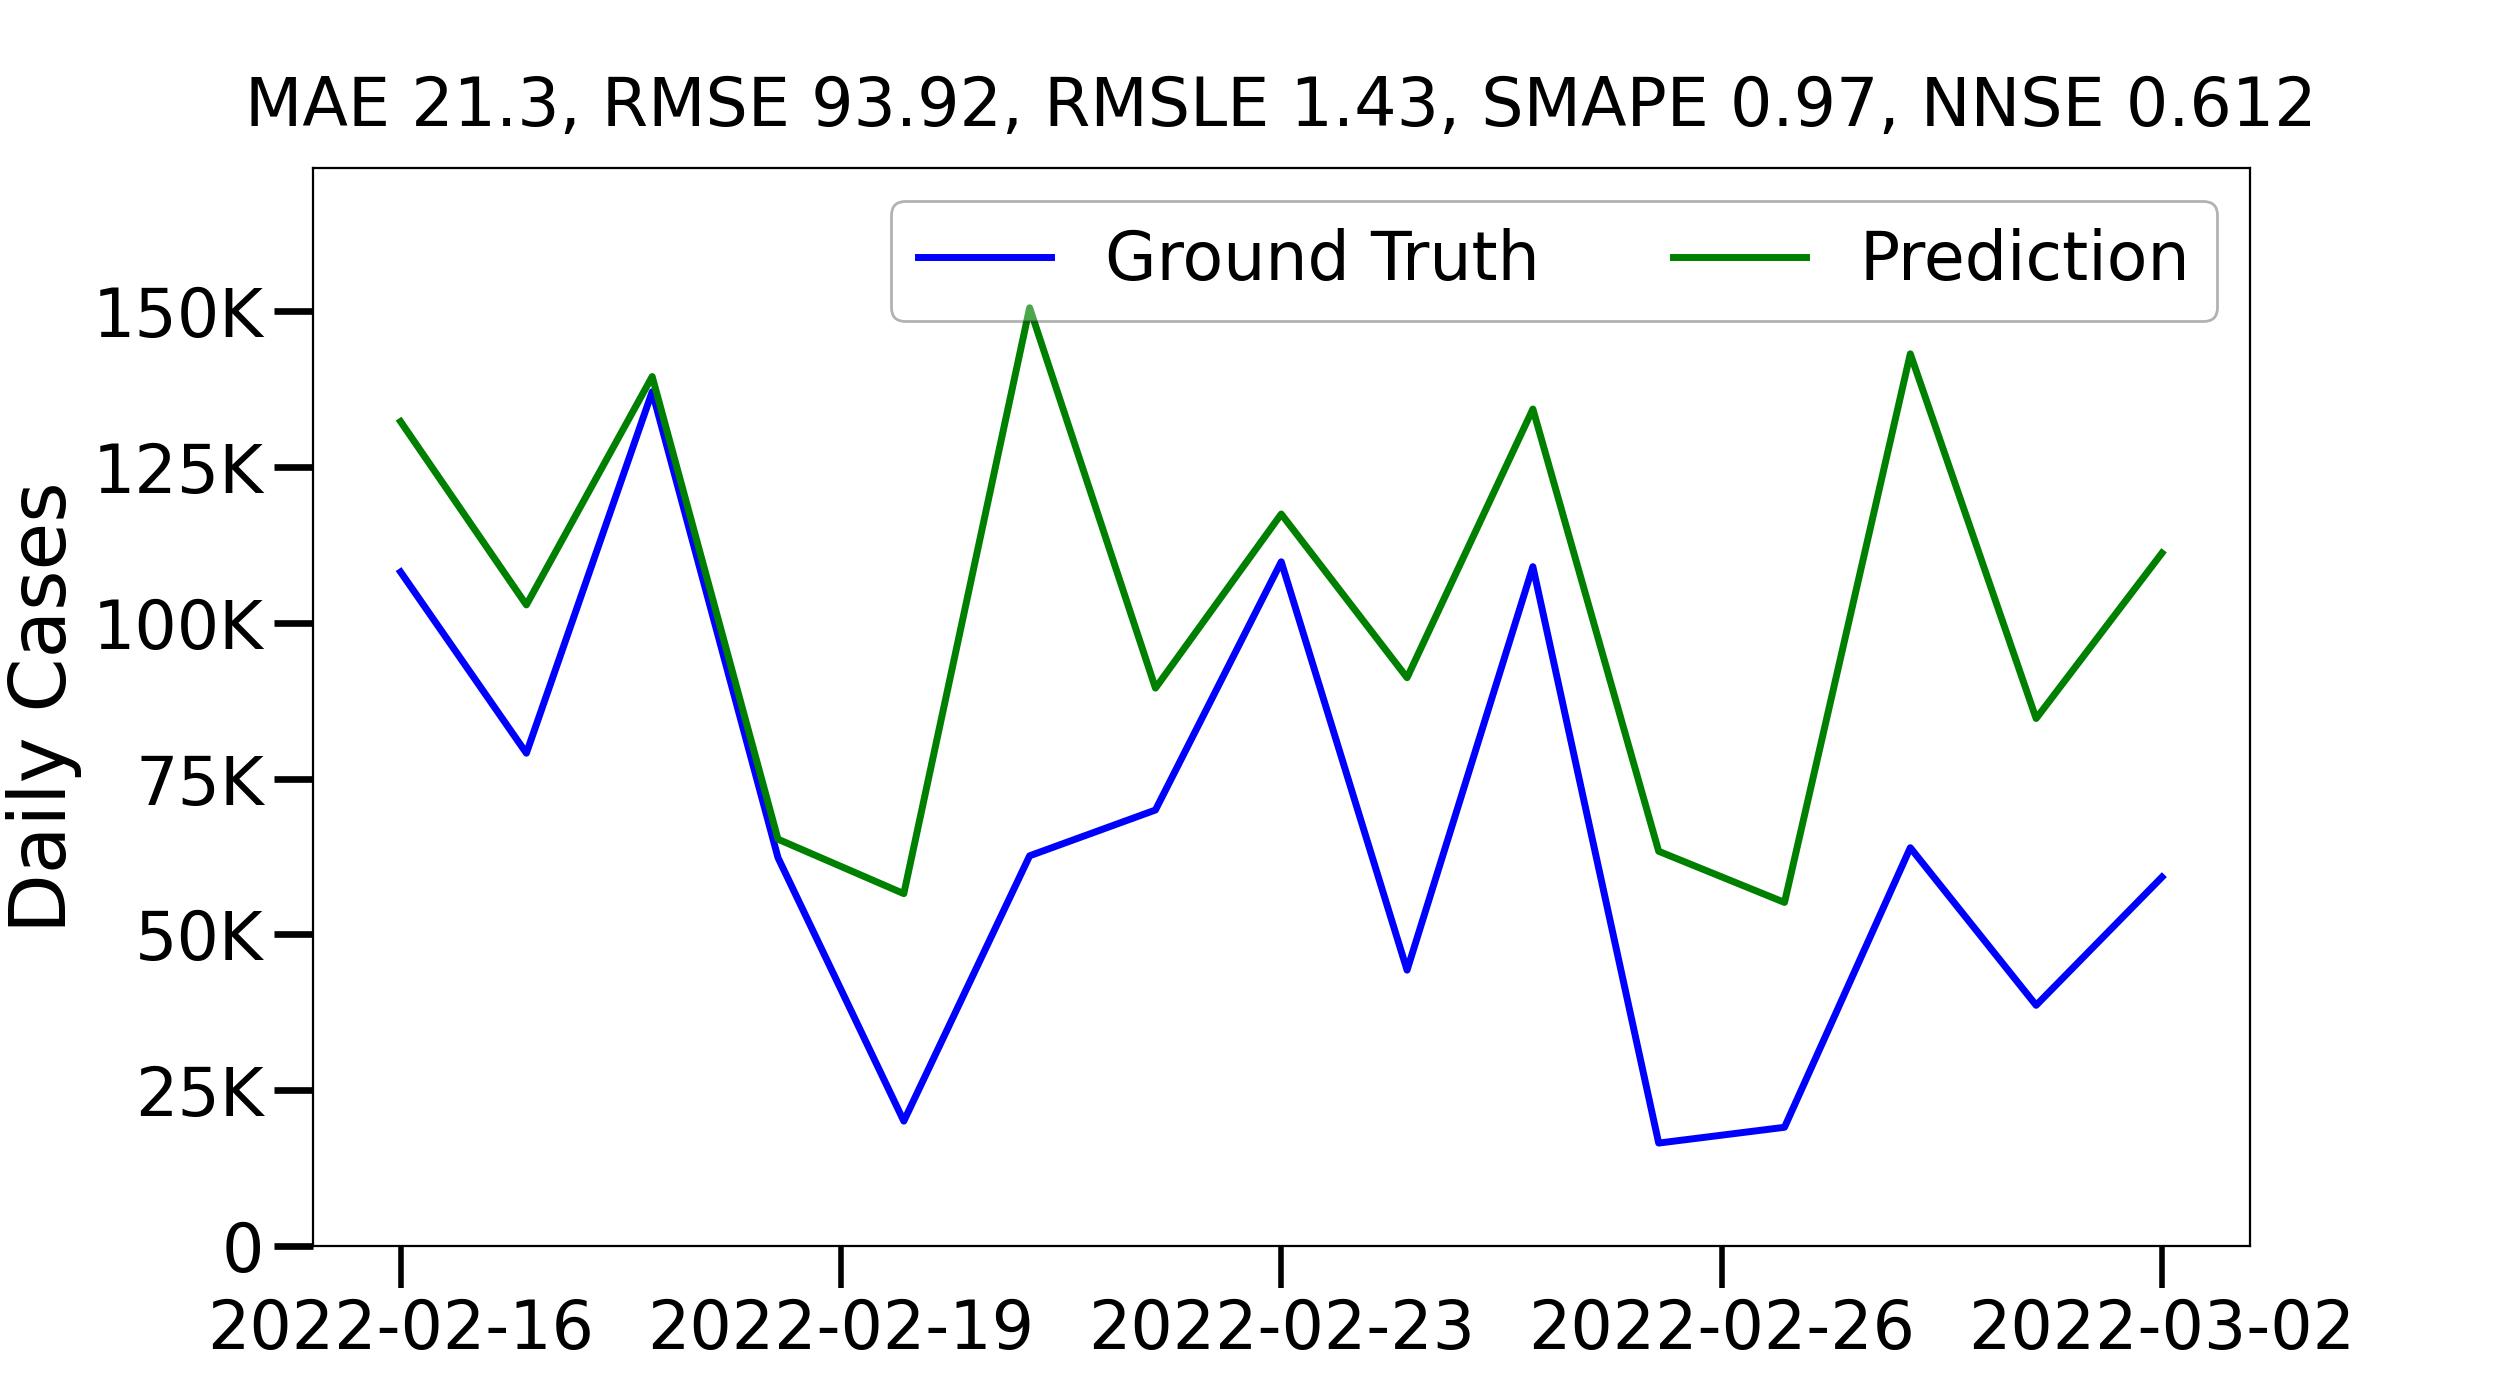 MAE 21.3, RMSE 93.92, RMSLE 1.43, SMAPE 0.97, NNSE 0.612
Ground Truth
Prediction
150K
125K
100K
75K
50K
25K
0
Daily Cases
2022-02-16
2022-02-19
2022-02-23
2022-02-26
2022-03-02